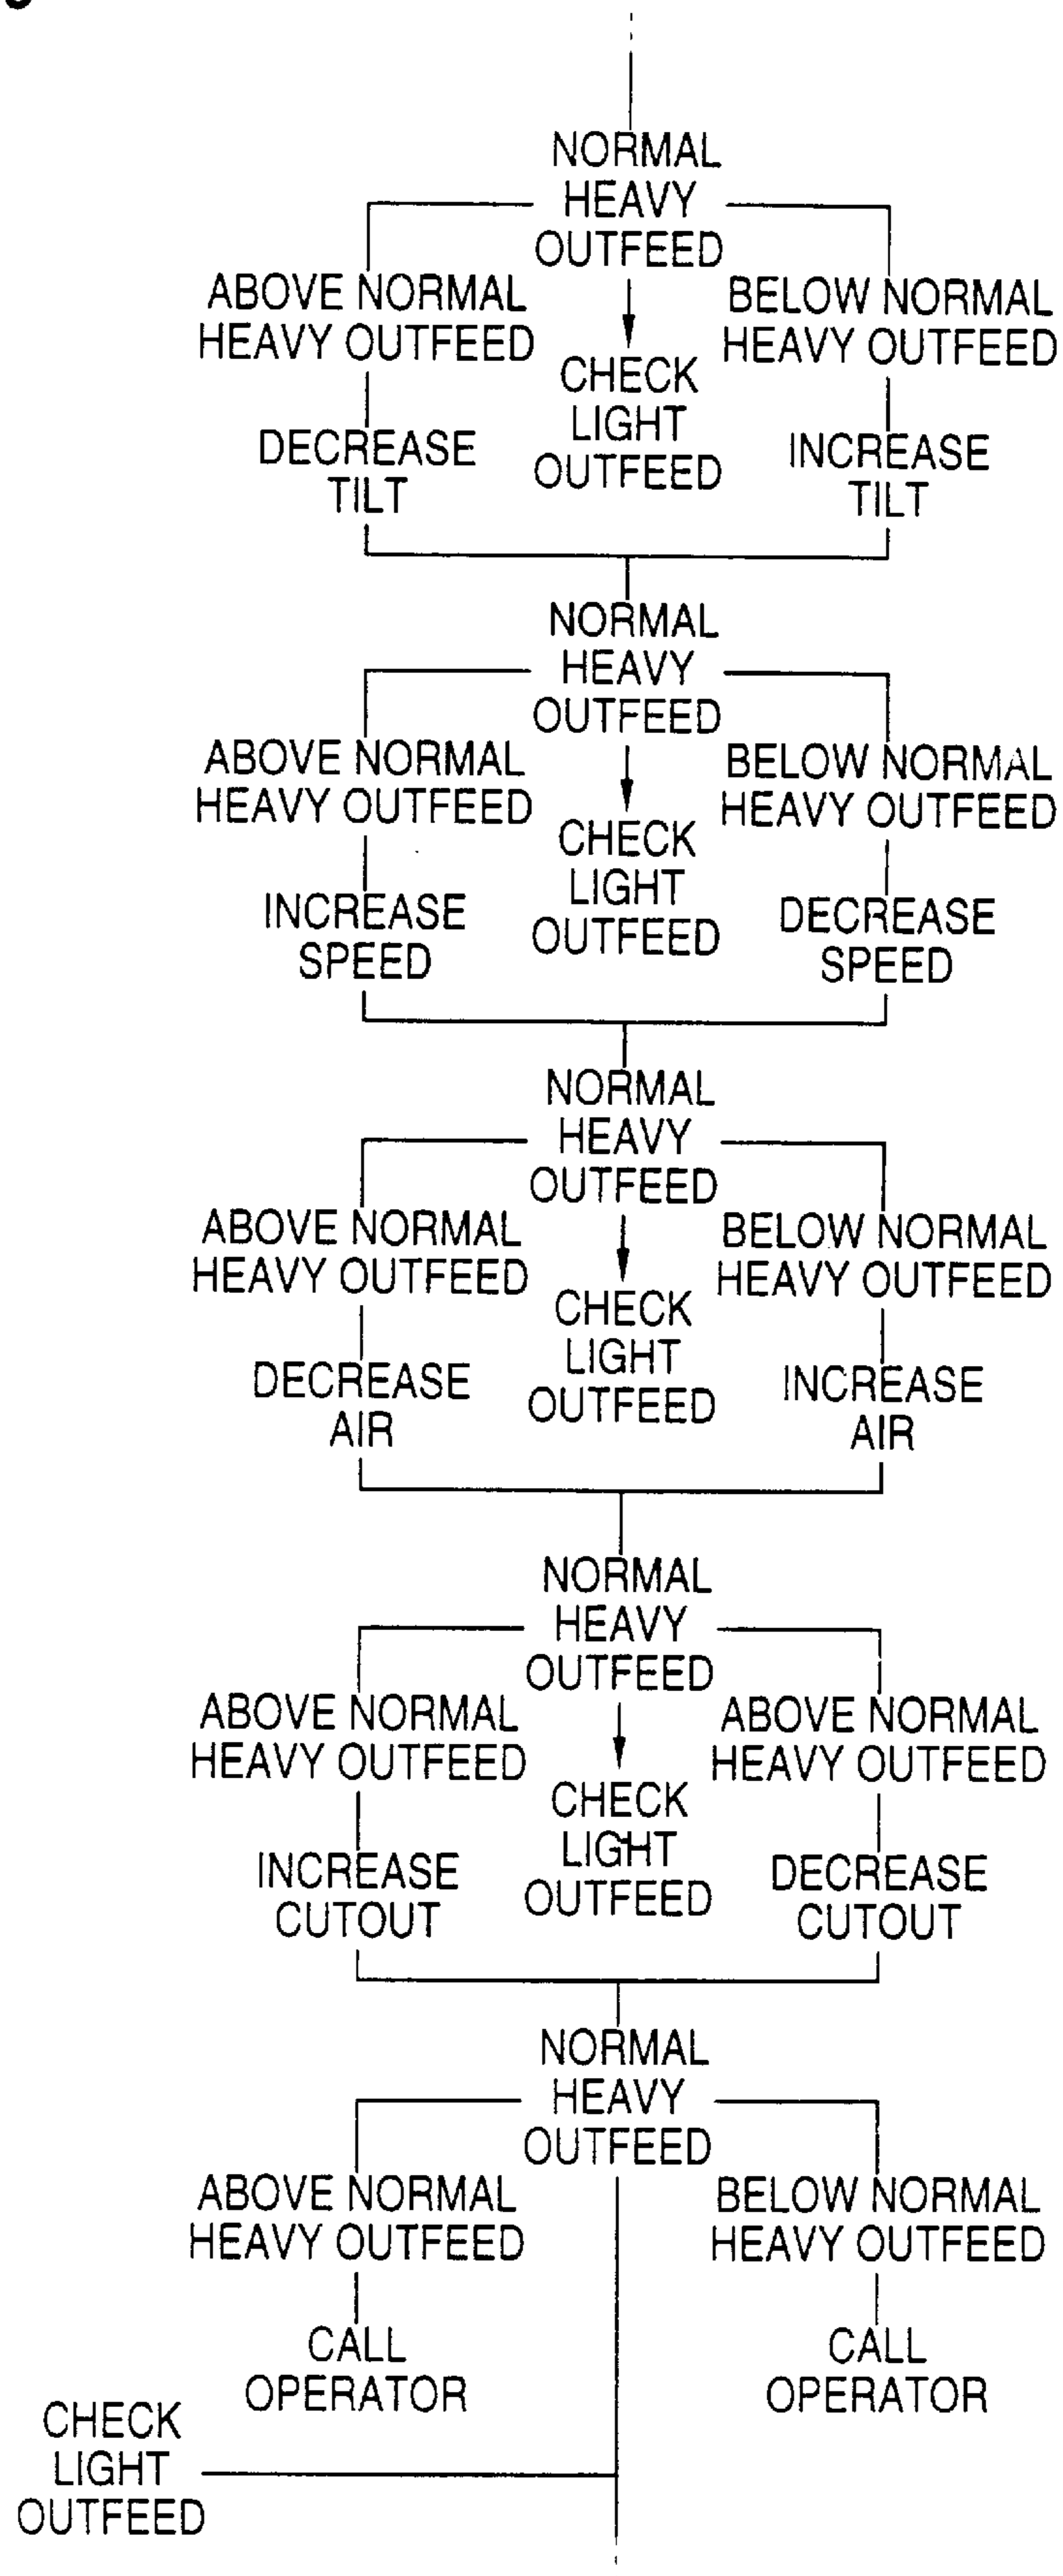 NORMAL
HEAVY
OUTFEED
ABOVE NORMAL
HEAVY OUTFEED
DECREASE
TILT
CHECK
LIGHT
OUTFEED
BELOW NORMAL
HEAVY OUTFEED
INCREASE
TILT
NORMAL
HEAVY
OUTFEED
ABOVE NORMAL
HEAVY OUTFEED
INCREASE
SPEED
CHECK
LIGHT
OUTFEED
BELOW NORMAL
HEAVY OUTFEED
DECREASE
SPEED
NORMAL
HEAVY
OUTFEED
ABOVE NORMAL
HEAVY OUTFEED
DECREASE
AIR
CHECK
LIGHT
OUTFEED
BELOW NORMAL
HEAVY OUTFEED
INCREASE
AIR
NORMAL
HEAVY
OUTFEED
ABOVE NORMAL
HEAVY OUTFEED
INCREASE
CUTOUT
CHECK
LIGHT
OUTFEED
ABOVE NORMAL
HEAVY OUTFEED
DECREASE
CUTOUT
NORMAL
HEAVY
OUTFEED
ABOVE NORMAL
HEAVY OUTFEED
CALL
OPERATOR
BELOW NORMAL
HEAVY OUTFEED
CALL
OPERATOR
CHECK
LIGHT
OUTFEED